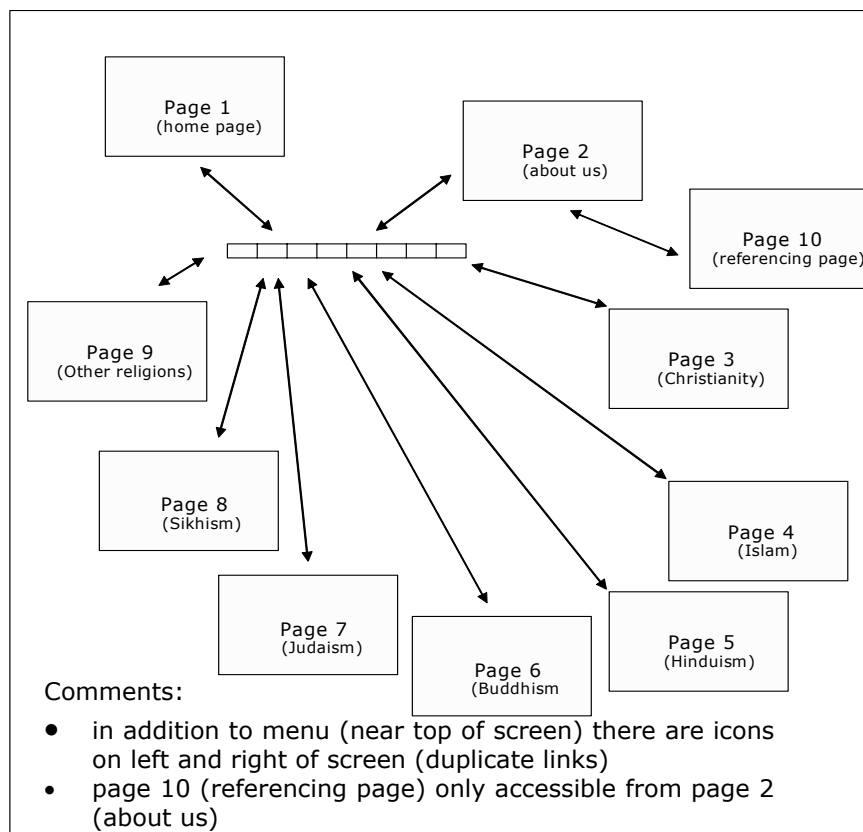 Page 1
(home page)
Page 2
(about us)
Page 10
(referencing page)
Page 9
(Other religions)
Page 3
(Christianity)
Page 8
(Sikhism)
Page 4
(Islam)
Page 7
(Judaism)
Page 6
(Buddhism
Page 5
(Hinduism)
Comments:
• in addition to menu (near top of screen) there are icons
on left and right of screen (duplicate links)
• page 10 (referencing page) only accessible from page 2
(about us)